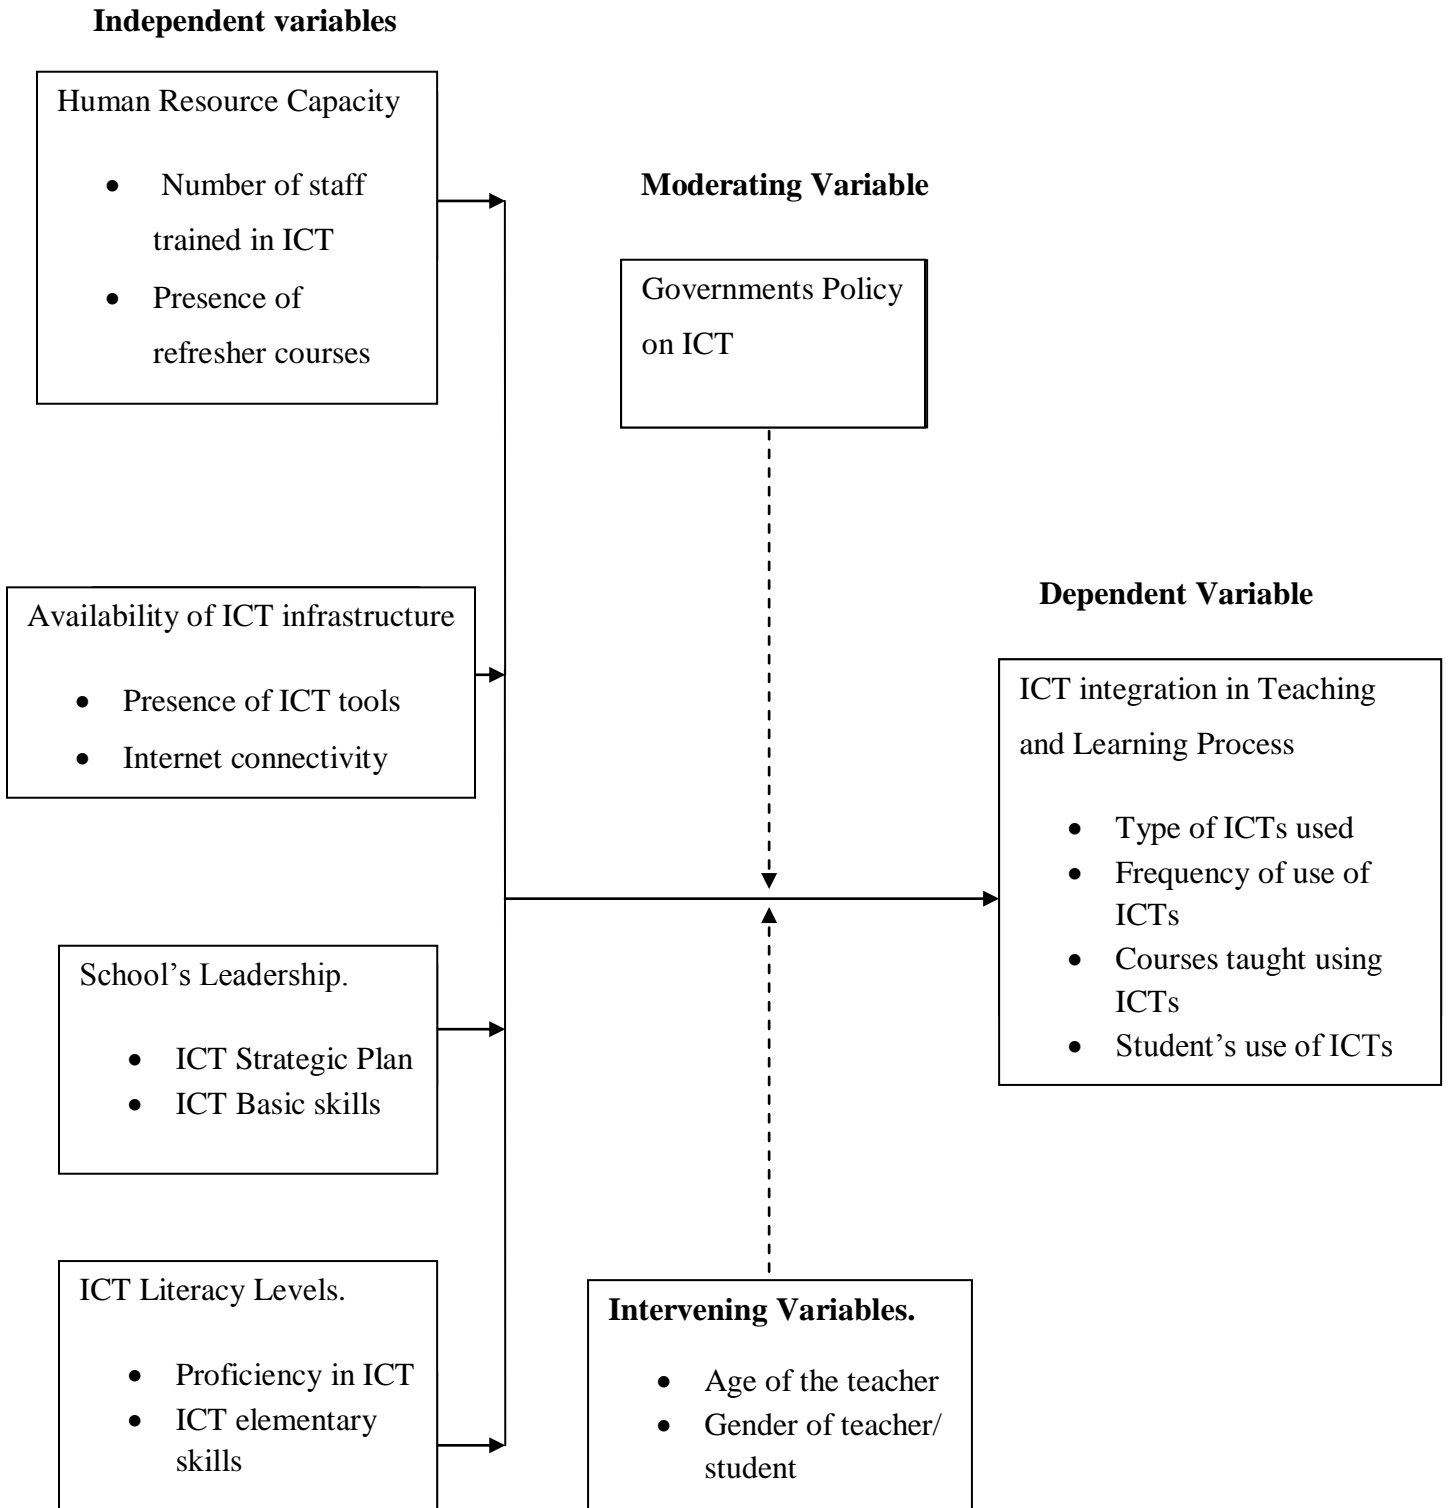 Independent variables
Human Resource Capacity
• Number of staff
trained in ICT
• Presence of
refresher courses
Moderating Variable
Governments Policy
on ICT
Availability of ICT infrastructure
• Presence of ICT tools
• Internet connectivity
Dependent Variable
ICT integration in Teaching
and Learning Process
• Type of ICTs used
• Frequency of use of
ICTs
• Courses taught using
ICTs
• Student’s use of ICTs
School’s Leadership.
• ICT Strategic Plan
• ICT Basic skills
ICT Literacy Levels.
• Proficiency in ICT
• ICT elementary
skills
Intervening Variables.
• Age of the teacher
• Gender of teacher/
student